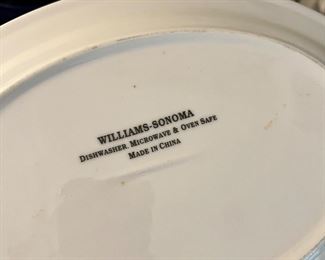 WILLIAMS-SONOMA
DISHWASHER, MICROWAVE & OVEN SAFE
MADE IN CHINA